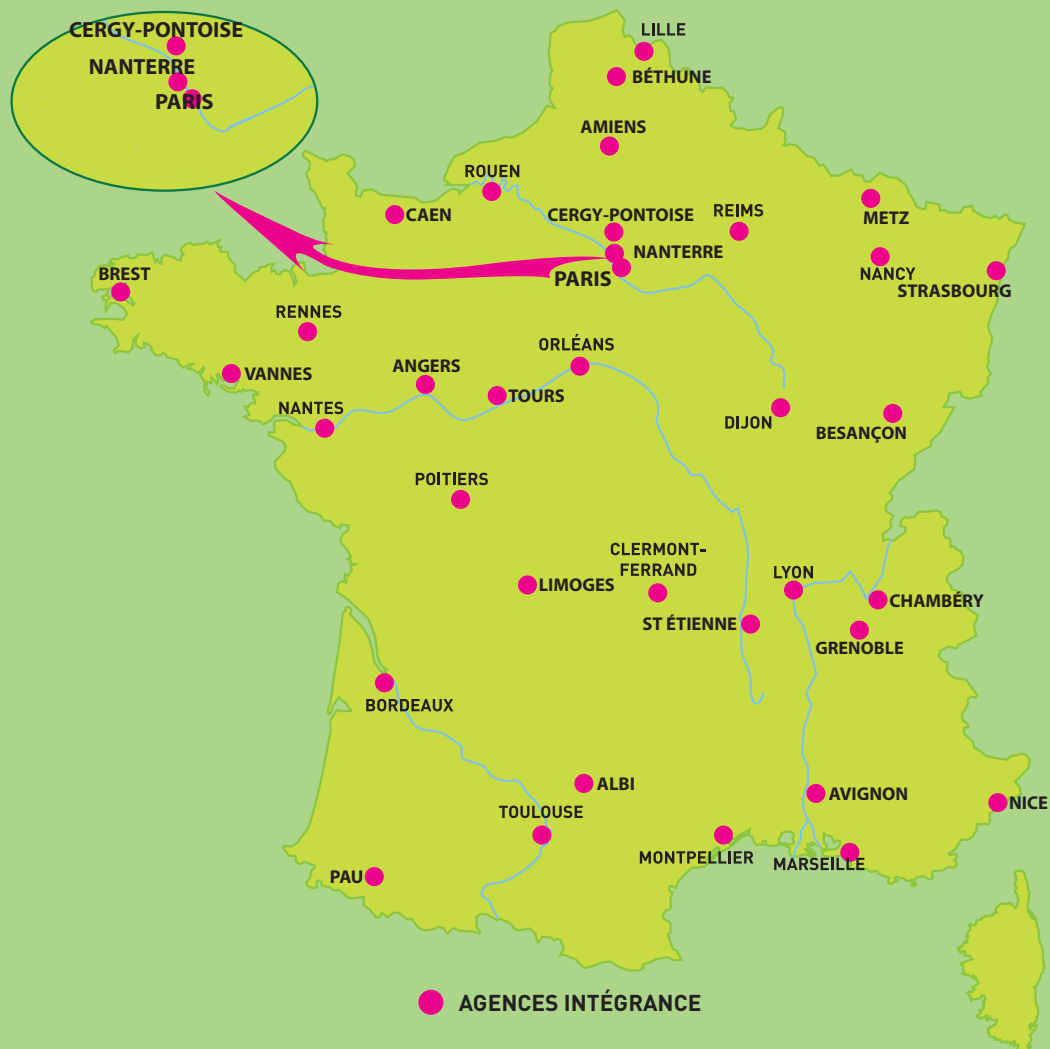 CERGY-PONTOISE
NANTERRE
PARIS
LILLE
BÉTHUNE
AMIENS
ROUEN
CAEN
CERGY-PONTOISE
REIMS
METZ
NANTERRE
NANCY
PARIS
STRASBOURG
BREST
RENNES
ORLÉANS
VANNES
ANGERS
TOURS
NANTES
DIJON
BESANÇON
POITIERS
CLERMONT-
FERRAND
LIMOGES
LYON
CHAMBÉRY
ST ÉTIENNE
GRENOBLE
BORDEAUX
ALBI
AVIGNON
NICE
TOULOUSE
MONTPELLIER
MARSEILLE
PAU
AGENCES INTÉGRANCE